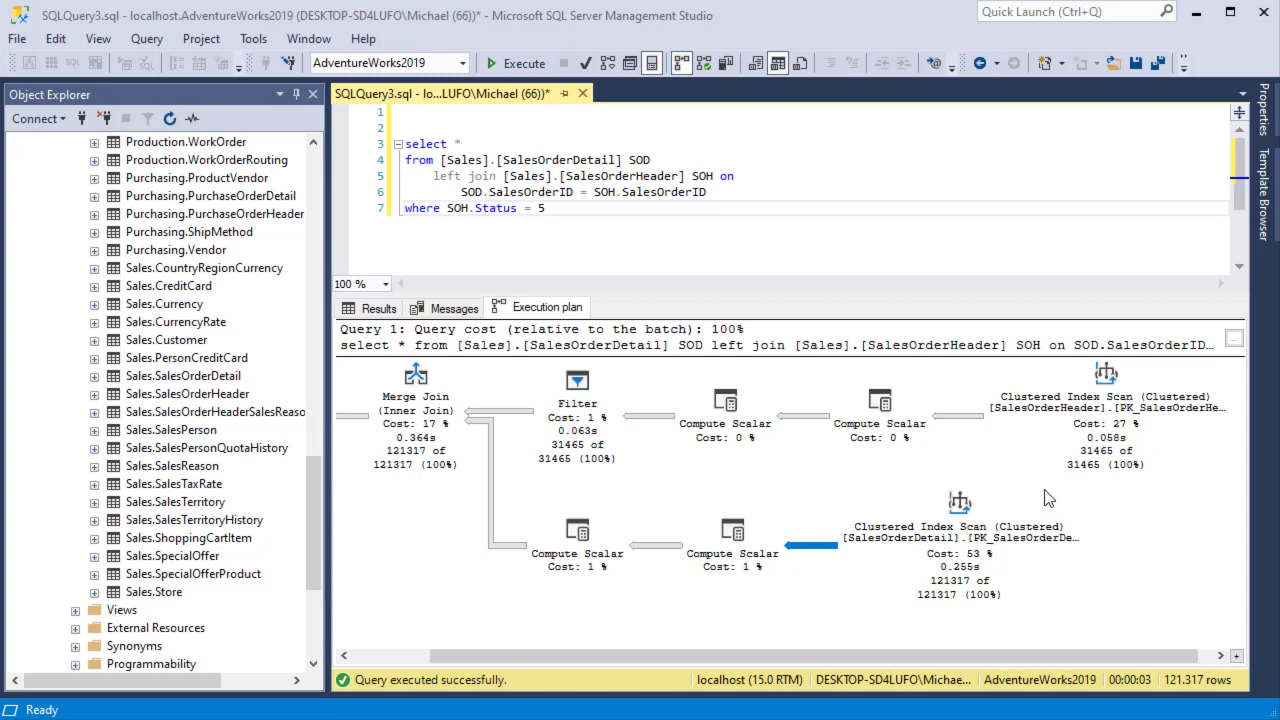 SQLQuery3.sql - localhost.AdventureWorks2019 (DESKTOP-SD4LUFO\Michael (66))* - Microsoft SQL Server Management Studio
Quick Launch (Ctrl+Q)
File Edit View Query Project Tools Window Help
AdventureWorks2019 Execute
Object Explorer
Connect
Production.WorkOrder
Production.WorkOrderRouting
Purchasing.ProductVendor
Purchasing.PurchaseOrderDetail
Purchasing.PurchaseOrderHeader
Purchasing.ShipMethod
Purchasing.Vendor
Sales.CountryRegionCurrency
Sales.CreditCard
Sales.Currency
Sales.CurrencyRate
Sales.Customer
Sales.PersonCreditCard
Sales.SalesOrderDetail
Sales.SalesOrderHeader
Sales.SalesOrderHeaderSalesReaso
Sales.SalesPerson
Sales.SalesPersonQuotaHistory
Sales.SalesReason
Sales.SalesTaxRate
Sales.SalesTerritory
Sales.SalesTerritoryHistory
Sales.ShoppingCartItem
Sales.SpecialOffer
Sales.SpecialOfferProduct
Sales.Store
Views
External Resources
Synonyms
Programmability
SQLQuery3.sql - lo...LUFO\Michael (66))*
1
2
3 select *
4 from [Sales].[SalesOrderDetail] SOD
5 left join [Sales].[SalesOrderHeader] SOH on
6 SOD.SalesOrderID = SOH.SalesOrderID
7 where SOH.Status = 5
100 %
Results Messages Execution plan
Query 1: Query cost (relative to the batch): 100%
select * from [Sales].[SalesOrderDetail] SOD left join [Sales].[SalesOrderHeader] SOH on SOD.SalesOrderID...
Merge Join
(Inner Join)
Cost: 17 %
0.364s
121317 of
121317 (100%)
Filter
Cost: 1 %
0.063s
31465 of
31465 (100%)
Compute Scalar
Cost: 0 %
Compute Scalar
Cost: 0 %
Clustered Index Scan (Clustered)
[SalesOrderHeader].[PK_SalesOrderHe...
Cost: 27 %
0.058s
31465 of
31465 (100%)
Compute Scalar
Cost: 1 %
Compute Scalar
Cost: 1 %
Clustered Index Scan (Clustered)
[SalesOrderDetail].[PK_SalesOrderDe...
Cost: 53 %
0.255s
121317 of
121317 (100%)
Query executed successfully.
localhost (15.0 RTM) DESKTOP-SD4LUFO\Michae... AdventureWorks2019 00:00:03 121.317 rows
Properties
Template Browser
Ready